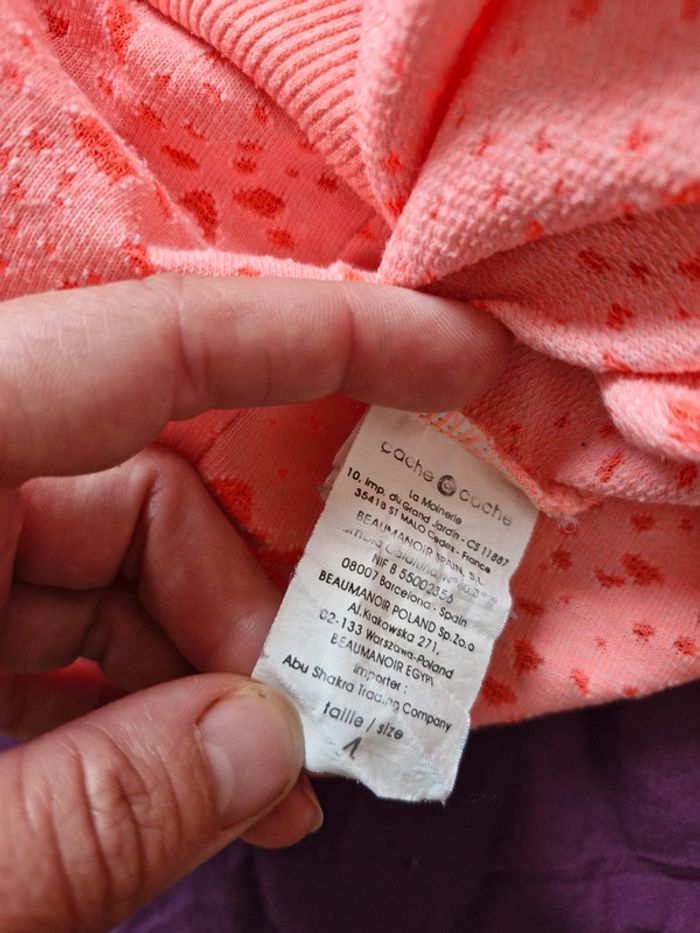 cache cache
La Moinerie
10, imp. du Grand Jardin - CS 11887
35418 ST MALO Cedex - France
BEAUMANOIR SPAIN, S.L.
NIF B 55002356
08007 Barcelona - Spain
BEAUMANOIR POLAND Sp.Zo.o
Al.Krakowska 271,
02-133 Warszawa-Poland
BEAUMANOIR EGYPt
Importer :
Abu Shakra Trading Company
taille / size
1